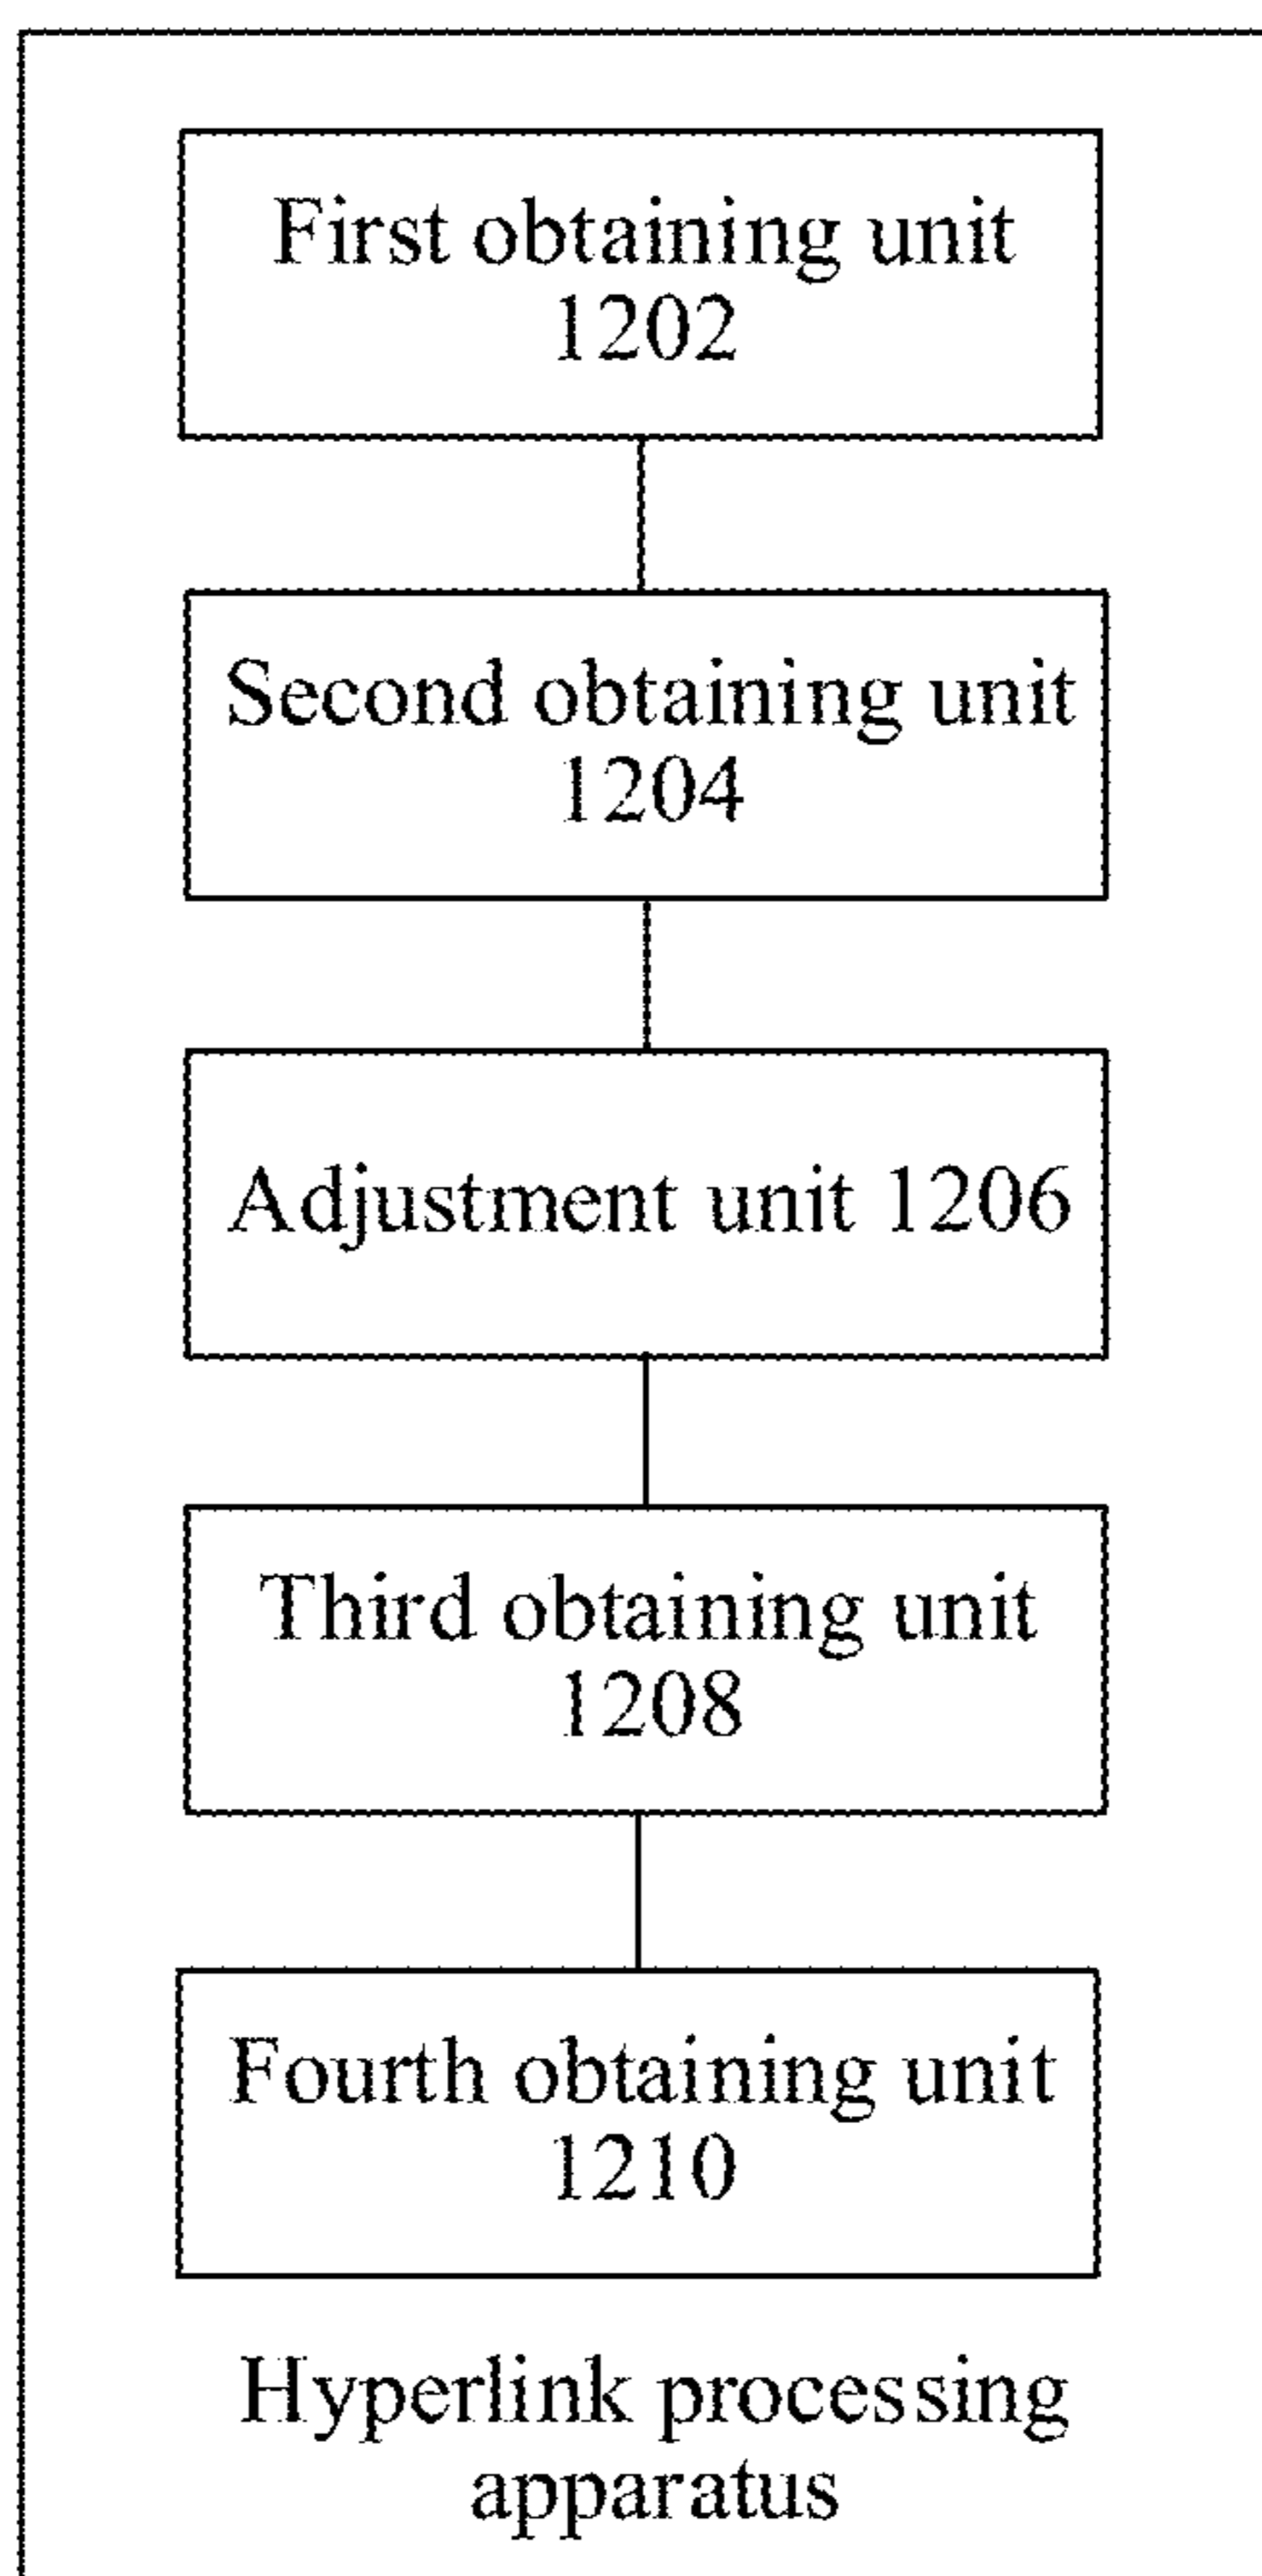 First obtaining unit
1202
Second obtaining unit
1204
Adjustment unit 1206
Third obtaining unit
1208
Fourth obtaining unit
1210
Hyperlink processing
apparatus